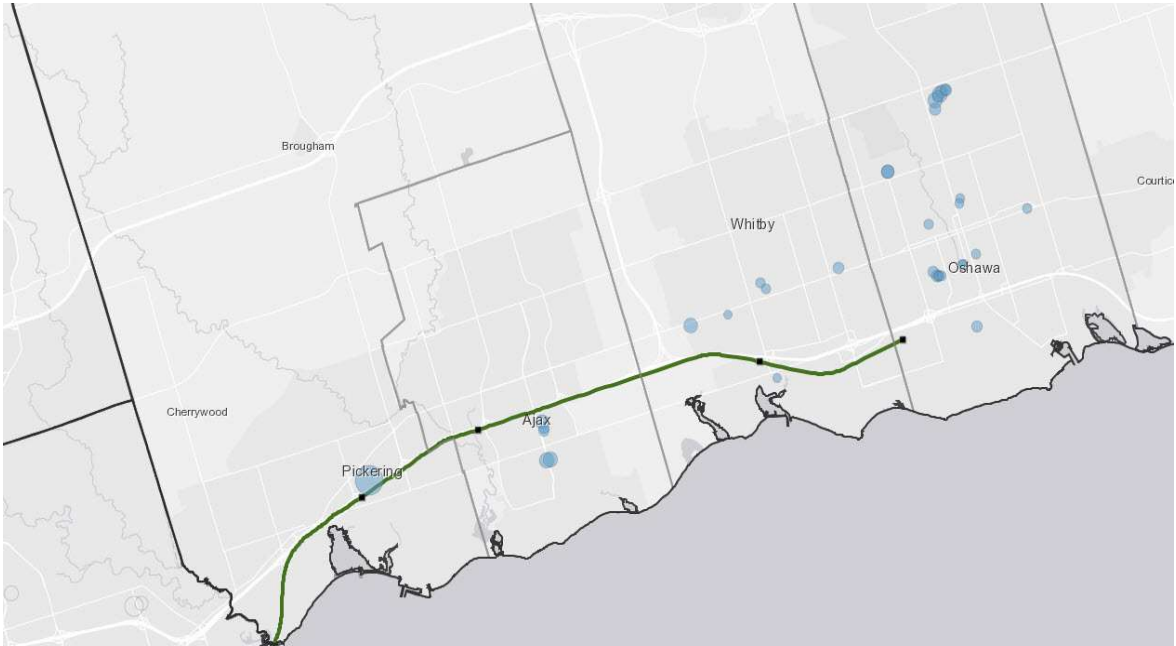 Brougham
Courtice
Whitby
Oshawa
Cherrywood
Ajax
Pickering